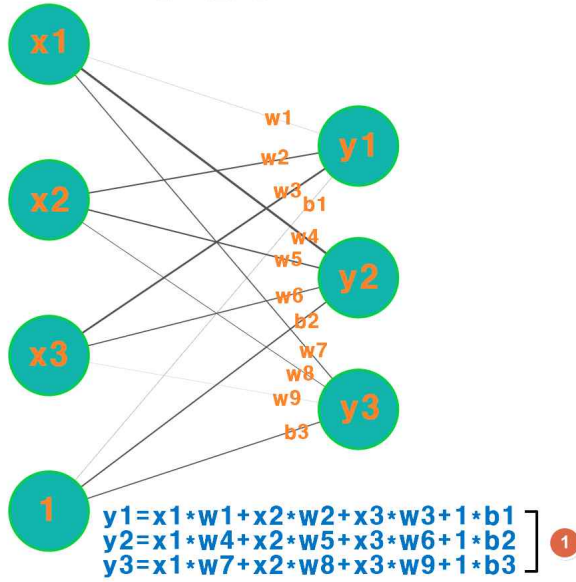 x1
w1
y1
w2
x2
w3
b1
w4
w5
y2
w6
b2
x3
w7
w8
w9
y3
b3
1
y1=x1*w1+x2*w2+x3*w3+1*b1
y2=x1*w4+x2*w5+x3*w6+1*b2
y3=x1*w7+x2*w8+x3*w9+1*b3
1